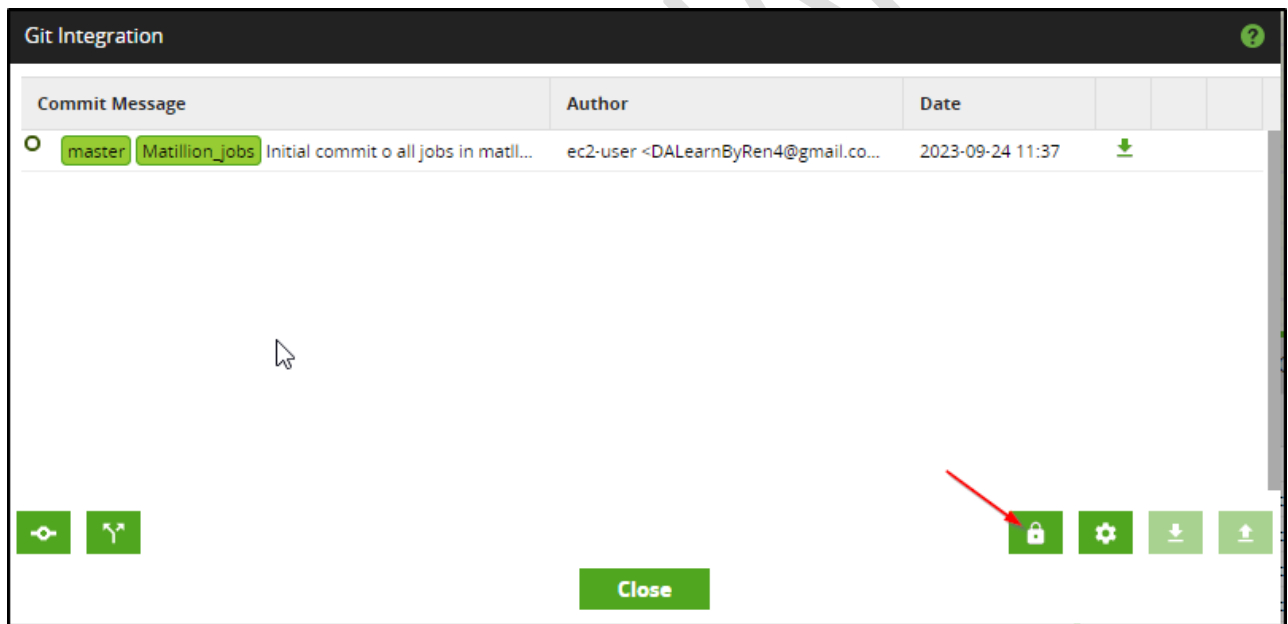 Git Integration
Commit Message Author Date
master Matillion_jobs Initial commit o all jobs in matll... ec2-user <DALearnByRen4@gmail.co... 2023-09-24 11:37
Close